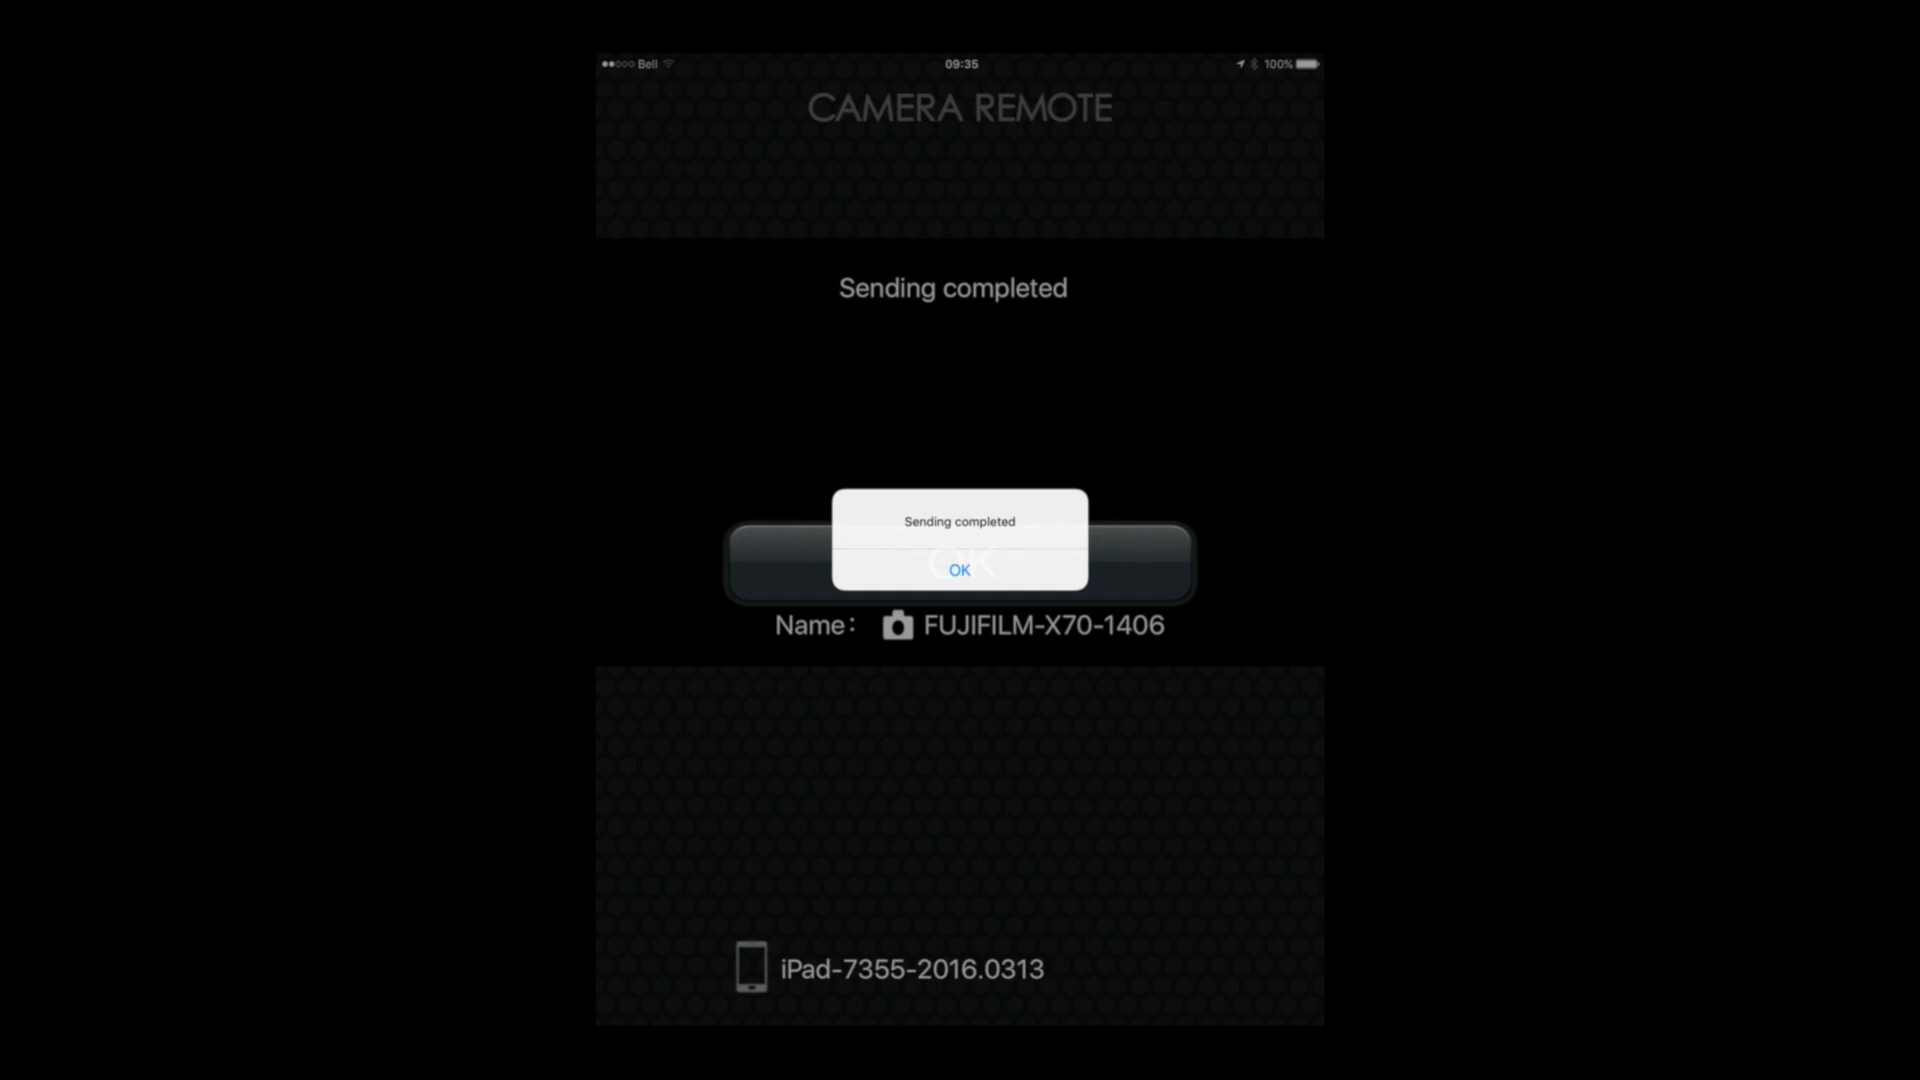 Bell 09:35 100%
CAMERA REMOTE
Sending completed
Sending completed
OK
OK
Name: FUJIFILM-X70-1406
iPad-7355-2016.0313